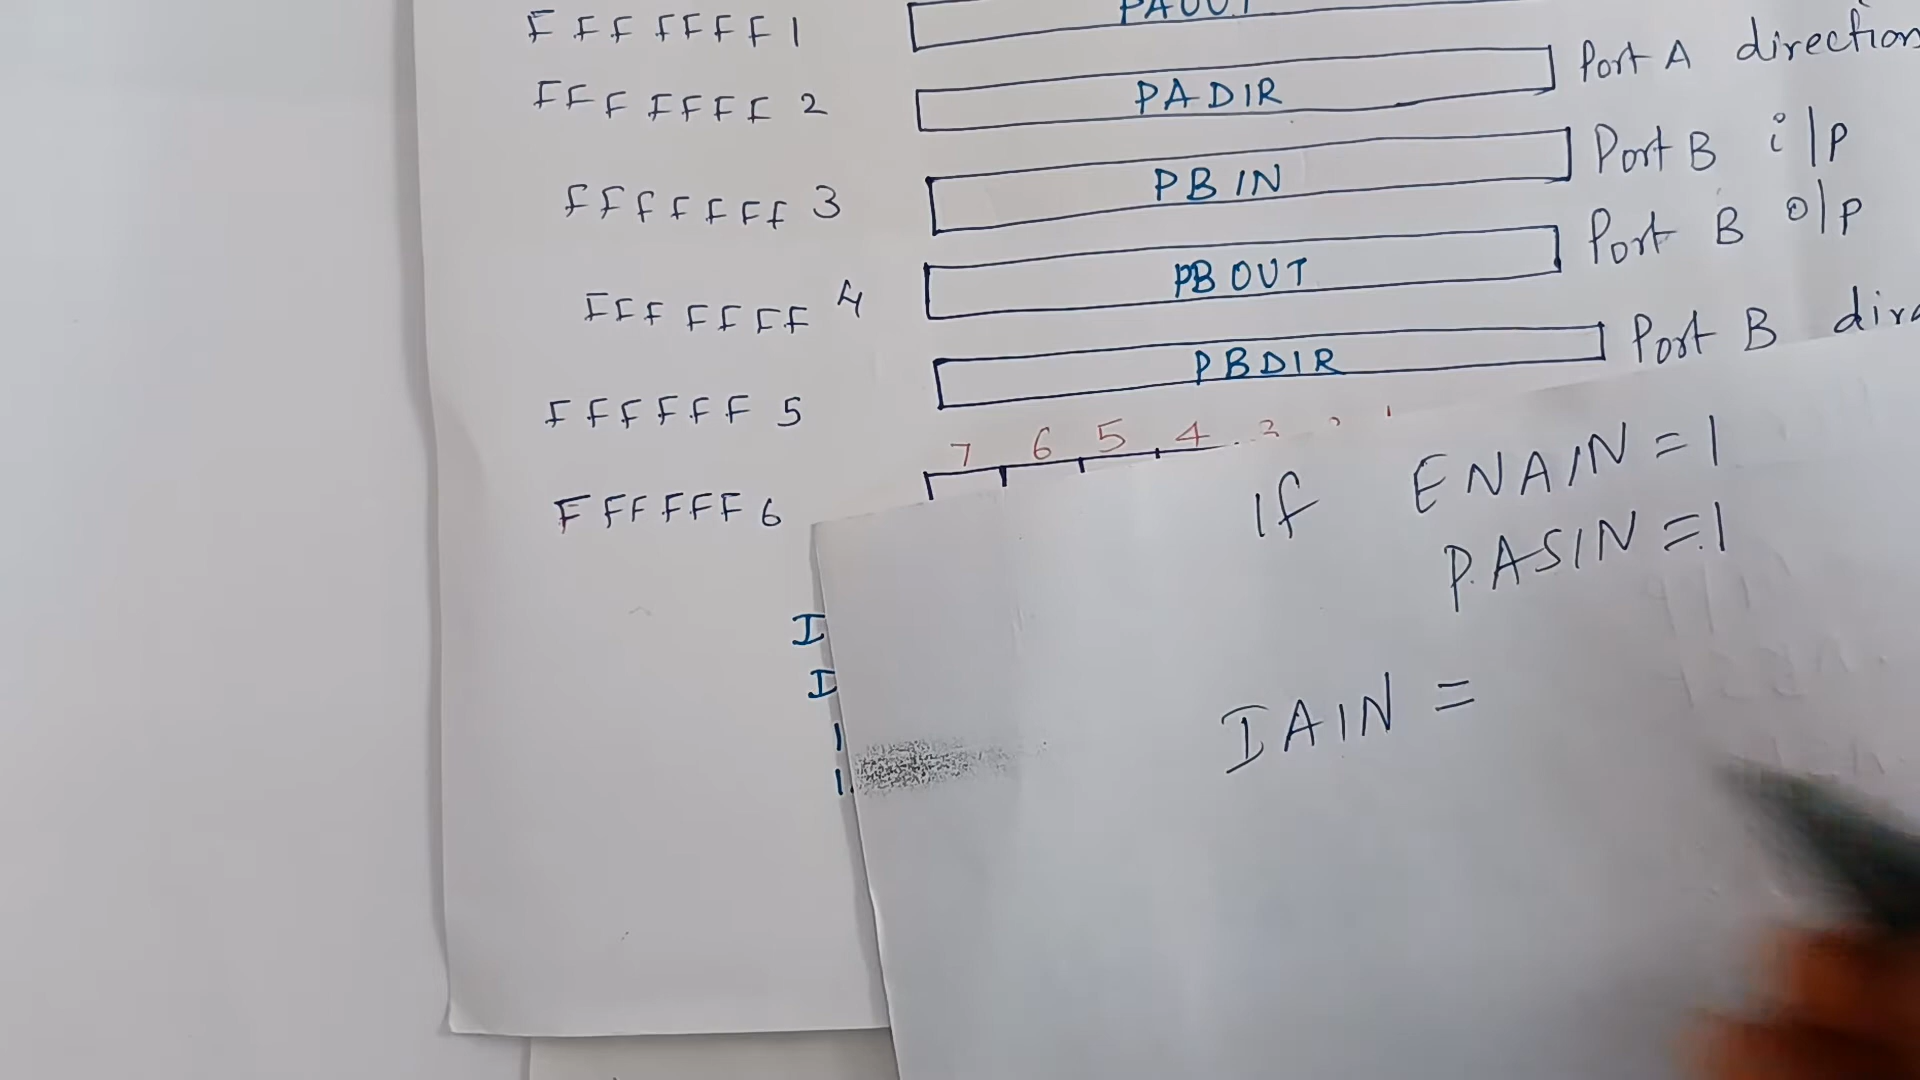 FFFFFFF1
PAOUT
FFFFFFF2
PADIR
Port A direction
FFFFFFF3
PBIN
Port B i/p
FFFFFFF4
PBOUT
Port B o/p
FFFFFF5
PBDIR
Port B
7 6 5 4
FFFFFF6
If ENAIN=1
PASIN=1
IAIN =